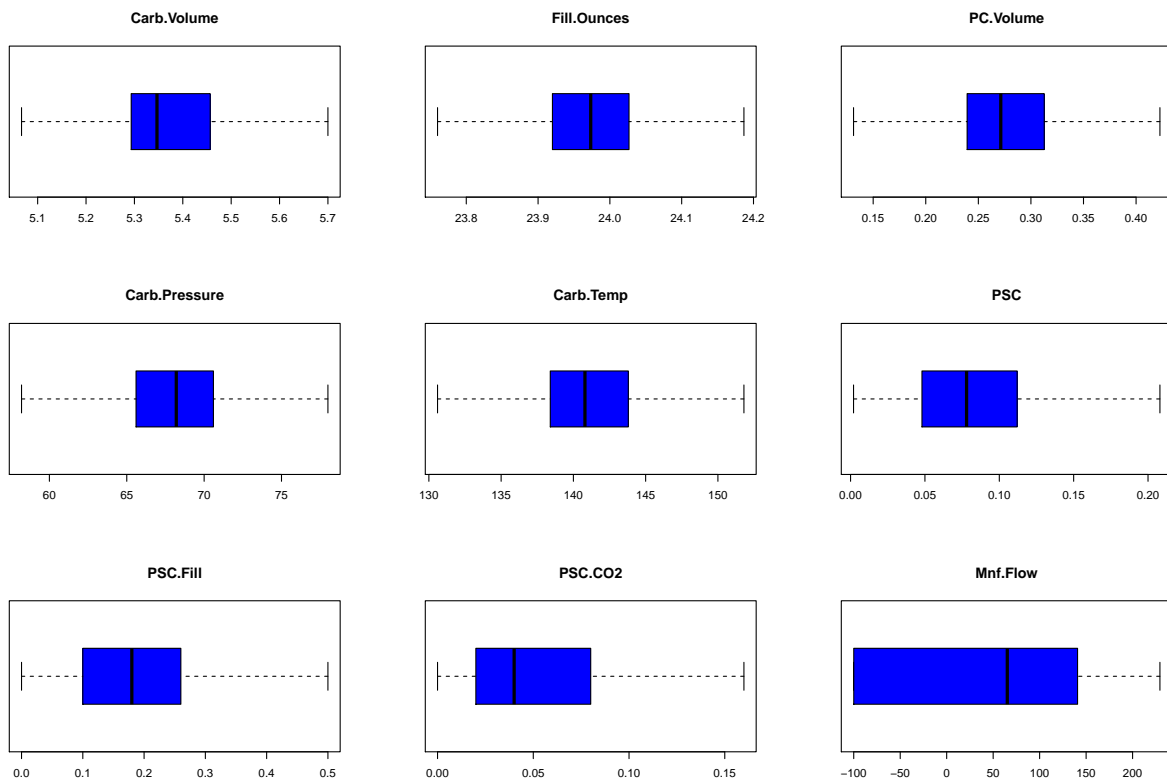 Carb.Volume
5.1 5.2 5.3 5.4 5.5 5.6 5.7
Fill.Ounces
23.8 23.9 24.0 24.1 24.2
PC.Volume
0.15 0.20 0.25 0.30 0.35 0.40
Carb.Pressure
60 65 70 75
Carb.Temp
130 135 140 145 150
PSC
0.00 0.05 0.10 0.15 0.20
PSC.Fill
0.0 0.1 0.2 0.3 0.4 0.5
PSC.CO2
0.00 0.05 0.10 0.15
Mnf.Flow
−100 −50 0 50 100 150 200